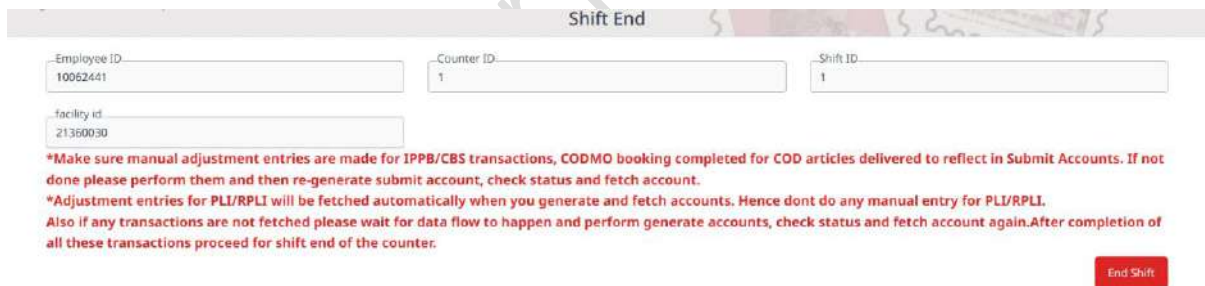 Shift End
Employee ID
Counter ID
Shift ID
10062441
1
1
facility id
21360030
*Make sure manual adjustment entries are made for IPPB/CBS transactions, CODMO booking completed for COD articles delivered to reflect in Submit Accounts. If not
done please perform them and then re-generate submit account, check status and fetch account.
*Adjustment entries for PLI/RPLI will be fetched automatically when you generate and fetch accounts. Hence dont do any manual entry for PLI/RPLI.
Also if any transactions are not fetched please wait for data flow to happen and perform generate accounts, check status and fetch account again.After completion of
all these transactions proceed for shift end of the counter.
End Shift